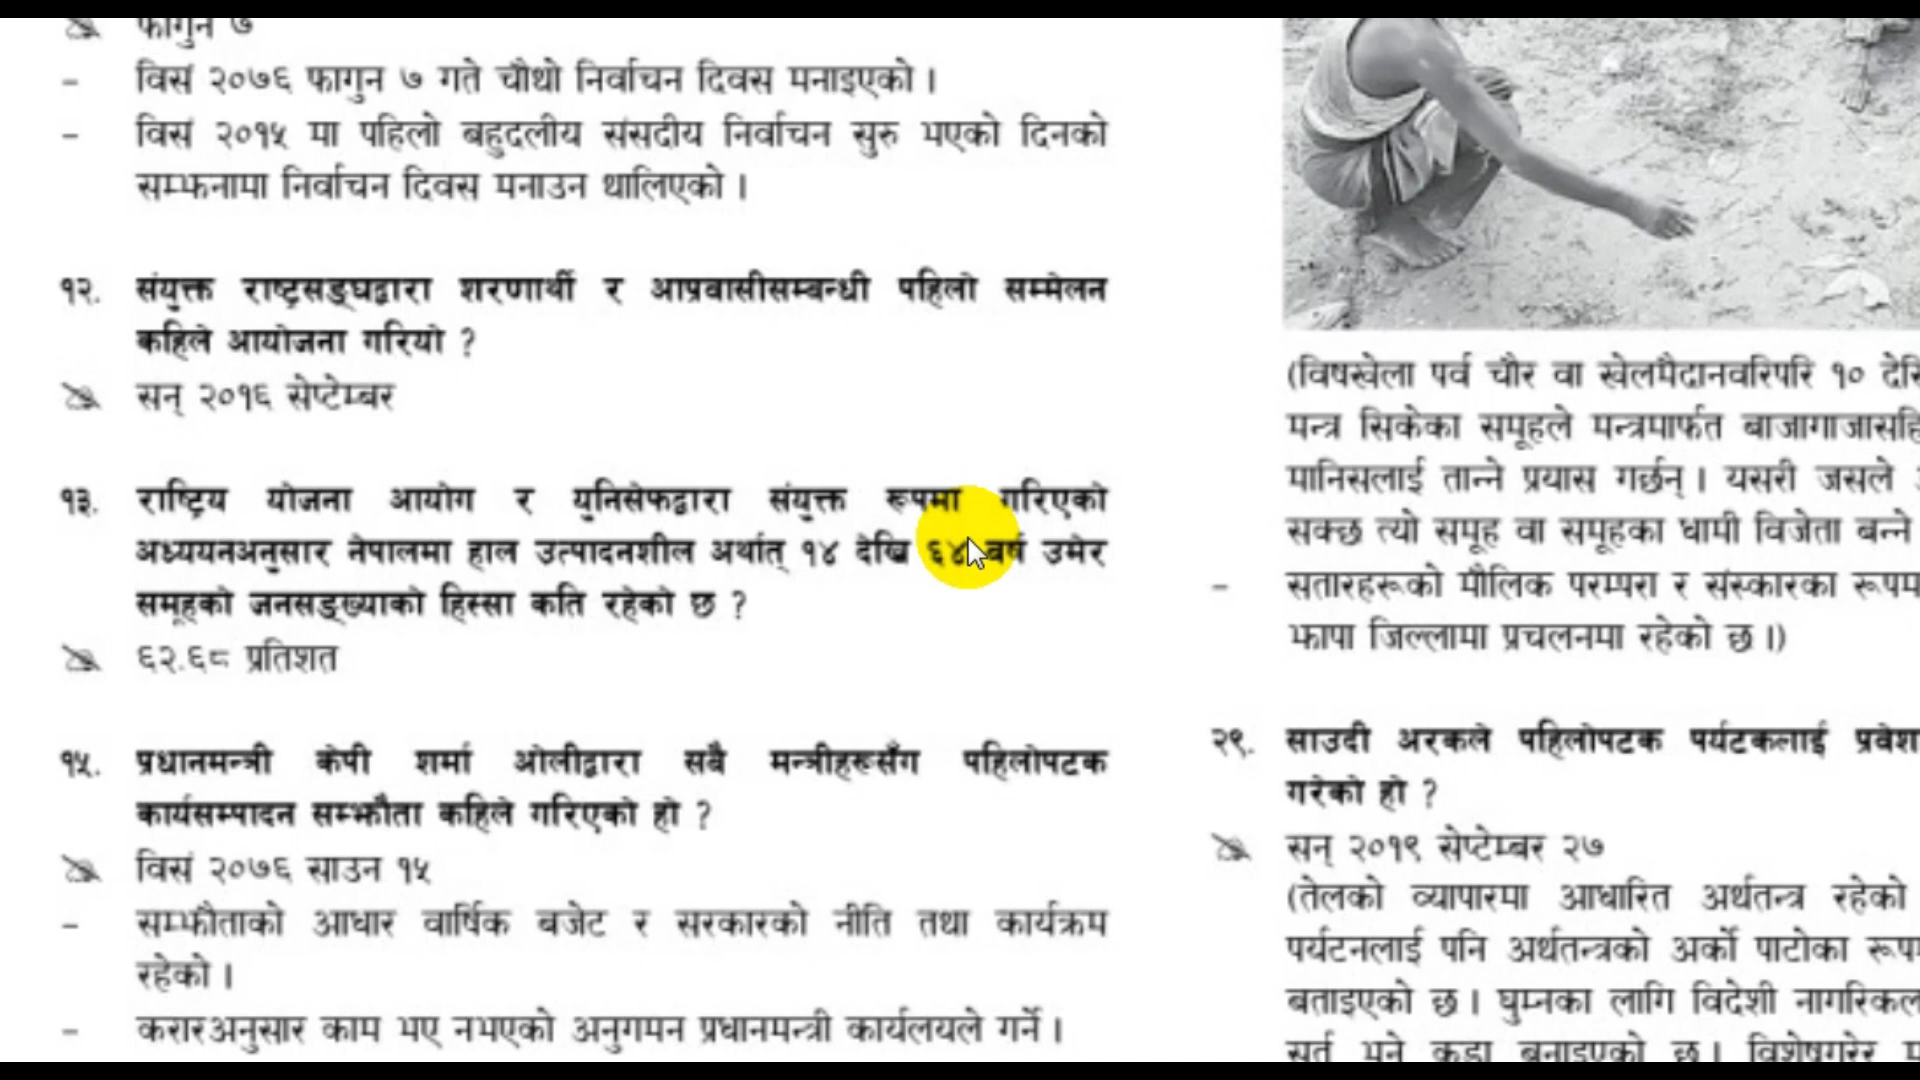 फागुन ७
- विसं २०७६ फागुन ७ गते चौथो निर्वाचन दिवस मनाइएको ।
- विसं २०१५ मा पहिलो बहुदलीय संसदीय निर्वाचन सुरु भएको दिनको
सम्झनामा निर्वाचन दिवस मनाउन थालिएको ।
१२. संयुक्त राष्ट्रसङ्घद्वारा शरणार्थी र आप्रवासीसम्बन्धी पहिलो सम्मेलन
कहिले आयोजना गरियो ?
सन् २०१६ सेप्टेम्बर
१३. राष्ट्रिय योजना आयोग र युनिसेफद्वारा संयुक्त रूपमा गरिएको
अध्ययनअनुसार नेपालमा हाल उत्पादनशील अर्थात् १४ देखि ६४ वर्ष उमेर
समूहको जनसङ्ख्याको हिस्सा कति रहेको छ ?
६२.६८ प्रतिशत
१५. प्रधानमन्त्री केपी शर्मा ओलीद्वारा सबै मन्त्रीहरूसँग पहिलोपटक
कार्यसम्पादन सम्झौता कहिले गरिएको हो ?
विसं २०७६ साउन १५
- सम्झौताको आधार वार्षिक बजेट र सरकारको नीति तथा कार्यक्रम
रहेको ।
- करारअनुसार काम भए नभएको अनुगमन प्रधानमन्त्री कार्यलयले गर्ने ।
(विषखेला पर्व चौर वा खेलमैदानवरिपरि १०
मन्त्र सिकेका समूहले मन्त्रमार्फत
मानिसलाई तान्ने प्रयास गर्छन् । यसरी जसले
सक्छ त्यो समूह वा समूहका धामी विजेता बन्ने
- सतारहरूको मौलिक परम्परा र संस्कारका
झापा जिल्लामा प्रचलनमा रहेको छ ।)
२९. साउदी अरकले पहिलोपटक पर्यटकलाई प्रवेश
गरेको हो ?
सन् २०१९ सेप्टेम्बर २७
(तेलको व्यापारमा आधारित अर्थतन्त्र रहेको
पर्यटनलाई पनि अर्थतन्त्रको अर्को पाटोका
बताइएको छ । घुम्नका लागि विदेशी
सर्त भने कडा बनाइएको छ ।